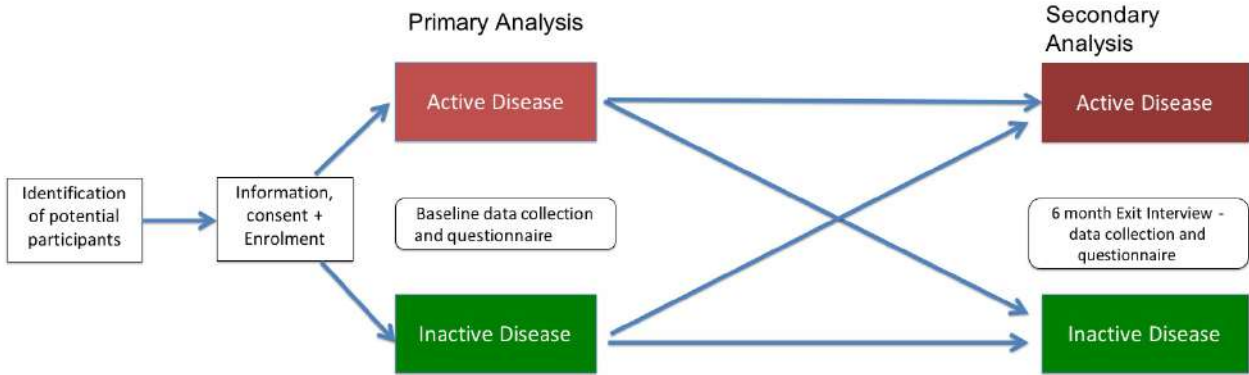 Primary Analysis
Secondary
Analysis
Active Disease
Active Disease
Identification
of potential
participants
Information,
consent +
Enrolment
Baseline data collection
and questionnaire
6 month Exit Interview -
data collection and
questionnaire
Inactive Disease
Inactive Disease